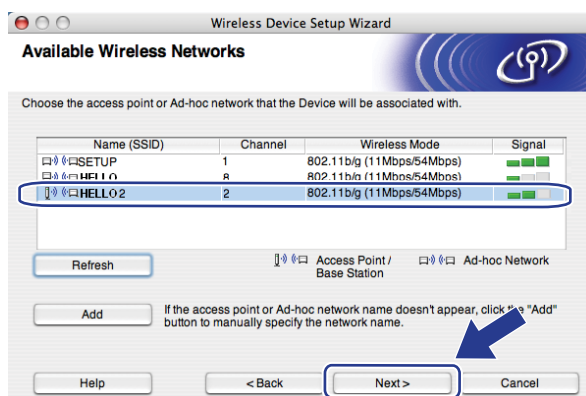 Wireless Device Setup Wizard
Available Wireless Networks
Choose the access point or Ad-hoc network that the Device will be associated with.
Name (SSID) Channel Wireless Mode Signal
SETUP 1 802.11b/g (11Mbps/54Mbps)
HELLO 8 802.11b/g (11Mbps/54Mbps)
HELLO2 2 802.11b/g (11Mbps/54Mbps)
Refresh
Access Point / Base Station
Ad-hoc Network
Add
If the access point or Ad-hoc network name doesn't appear, click the "Add"
button to manually specify the network name.
Help < Back Next > Cancel